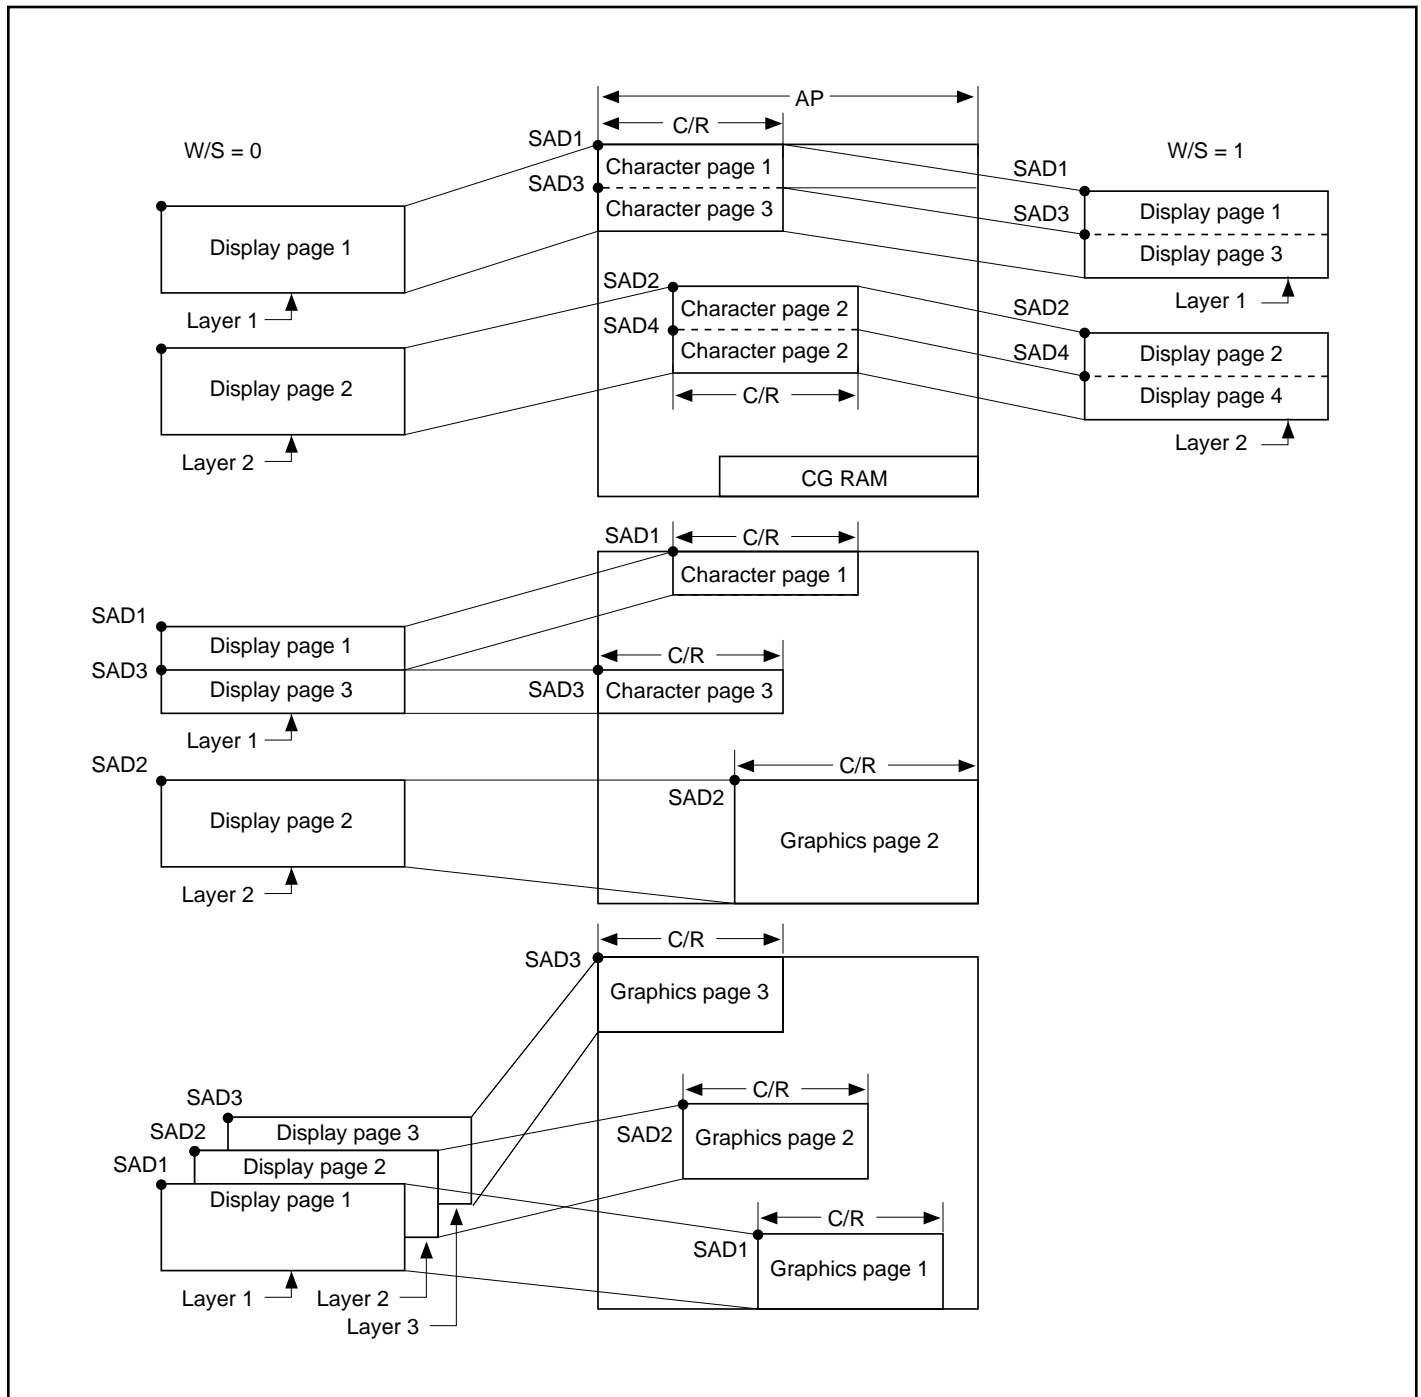 AP
C/R
W/S = 0
SAD1
W/S = 1
Character page 1
SAD1
SAD3
Character page 3
SAD3
Display page 1
Display page 1
Display page 3
SAD2
Layer 1
Character page 2
SAD2
Layer 1
SAD4
Character page 2
SAD4
Display page 2
Display page 2
C/R
Display page 4
Layer 2
Layer 2
CG RAM
SAD1
C/R
Character page 1
SAD1
Display page 1
C/R
SAD3
Display page 3
SAD3
Character page 3
Layer 1
SAD2
C/R
SAD2
Display page 2
Graphics page 2
Layer 2
C/R
SAD3
Graphics page 3
C/R
SAD3
SAD2
Display page 3
SAD2
Graphics page 2
SAD1
Display page 2
Display page 1
C/R
SAD1
Graphics page 1
Layer 1
Layer 2
Layer 3